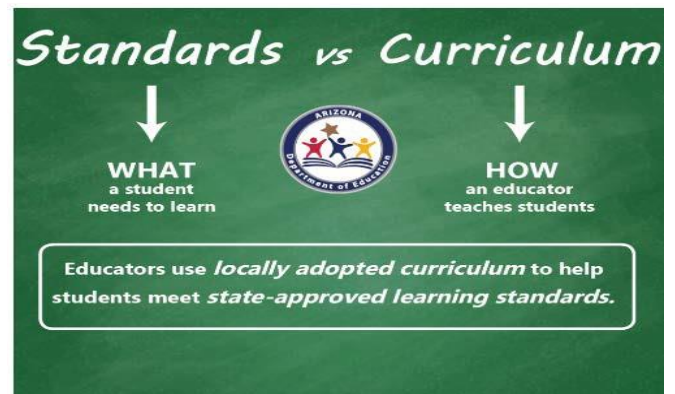 Standards vs Curriculum
ARIZONA
Department of Education
WHAT
a student
needs to learn
HOW
an educator
teaches students
Educators use locally adopted curriculum to help
students meet state-approved learning standards.